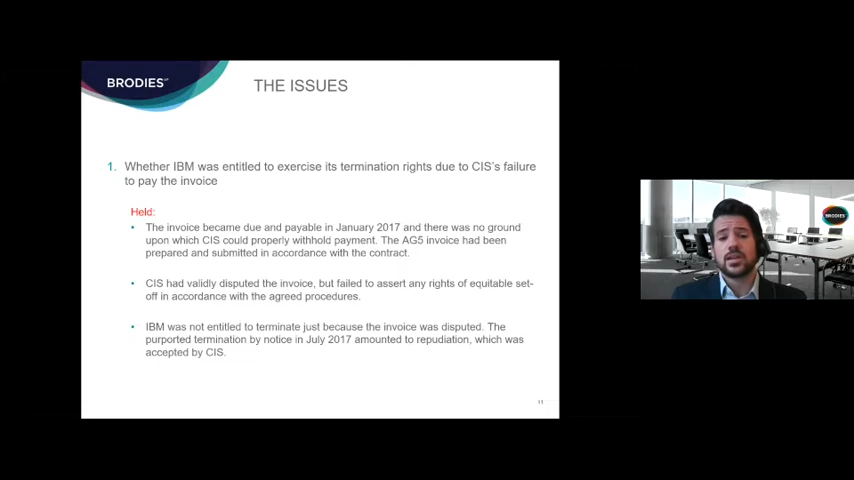 BRODIES LLP
THE ISSUES
1. Whether IBM was entitled to exercise its termination rights due to CIS's failure
to pay the invoice
Held:
• The invoice became due and payable in January 2017 and there was no ground
upon which CIS could properly withhold payment. The AG5 invoice had been
prepared and submitted in accordance with the contract.
• CIS had validly disputed the invoice, but failed to assert any rights of equitable set-
off in accordance with the agreed procedures.
• IBM was not entitled to terminate just because the invoice was disputed. The
purported termination by notice in July 2017 amounted to repudiation, which was
accepted by CIS.
11
BRODIES